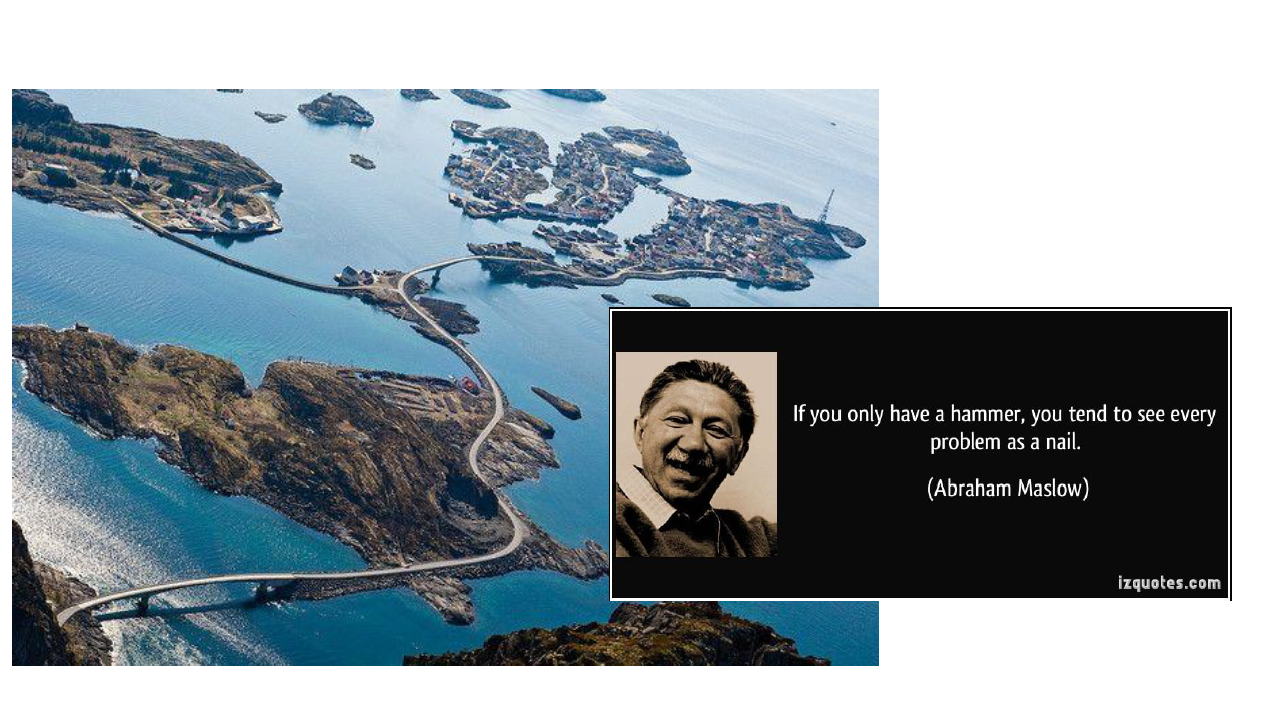 If you only have a hammer, you tend to see every
problem as a nail.
(Abraham Maslow)
izquotes.com